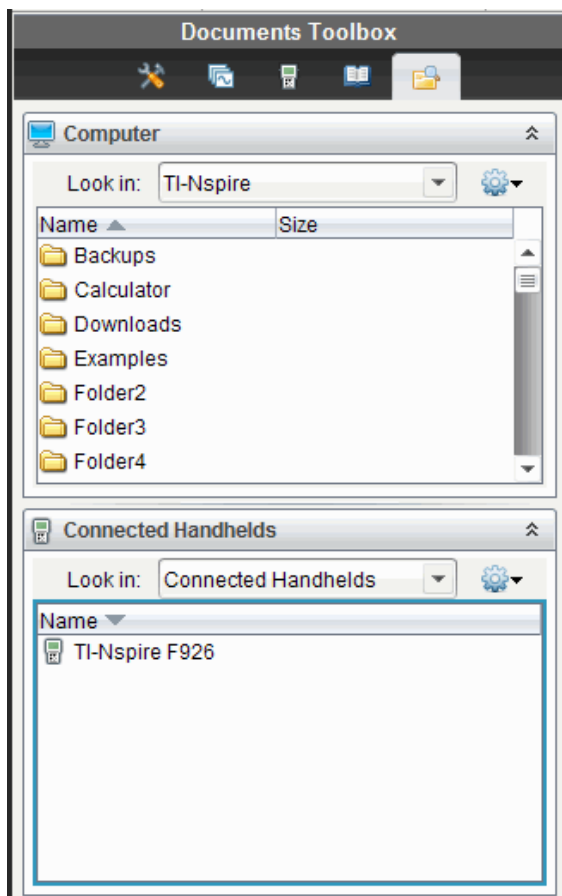 Documents Toolbox
Computer
Look in: TI-Nspire
Name Size
Backups
Calculator
Downloads
Examples
Folder2
Folder3
Folder4
Connected Handhelds
Look in: Connected Handhelds
Name
TI-Nspire F926